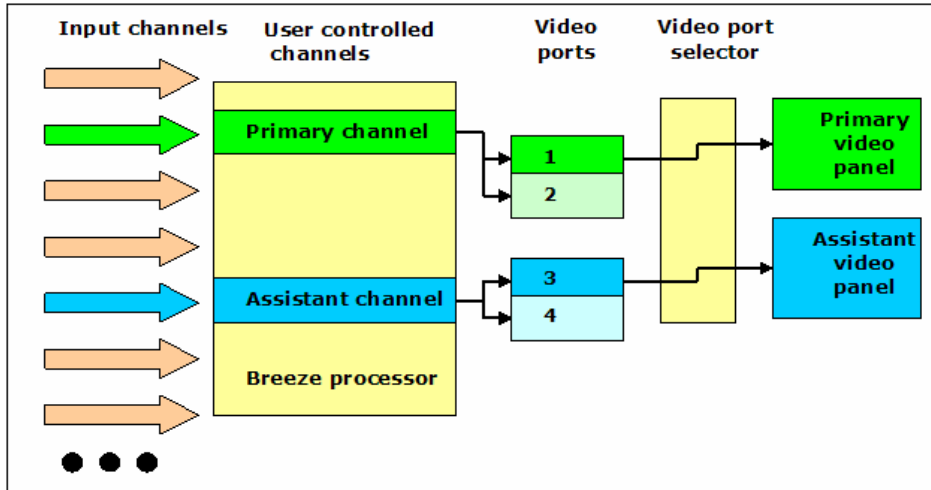 Input channels
User controlled
channels
Video
ports
Video port
selector
Primary channel
1
2
Primary
video
panel
Assistant channel
3
4
Assistant
video
panel
Breeze processor